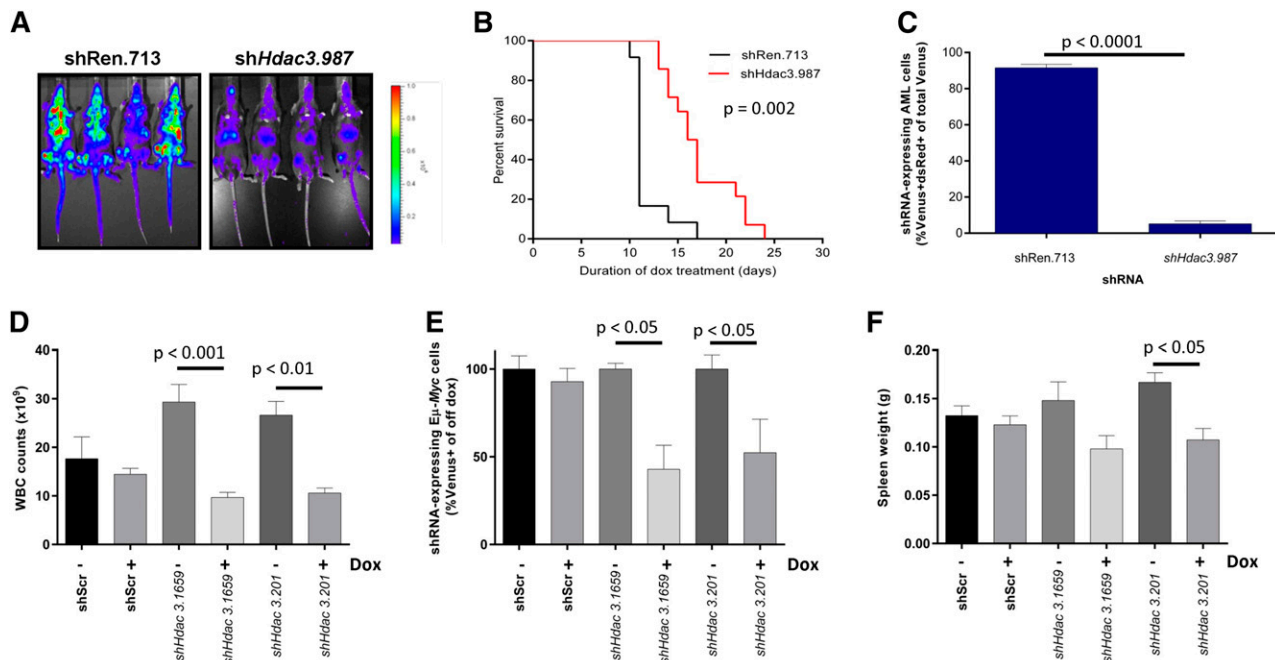 A
shRen.713
shHdac3.987
1.0
0.8
0.6
0.4
0.2
B
Percent survival
100
80
60
40
20
0
0 5 10 15 20 25 30
Duration of dox treatment (days)
shRen.713
shHdac3.987
p = 0.002
C
shRNA-expressing AML cells
(%Venus+dsRed+ of total Venus)
100
80
60
40
20
0
p < 0.0001
shRen.713 shHdac3.987
shRNA
D
WBC counts (x10⁹)
40
30
20
10
0
p < 0.001
p < 0.01
- + - + - + Dox
shScr shScr shHdac 3.1659 shHdac 3.1659 shHdac 3.201 shHdac 3.201
E
shRNA-expressing Eμ-Myc cells
(%Venus+ of off dox)
100
50
0
p < 0.05
p < 0.05
- + - + - + Dox
shScr shScr shHdac 3.1659 shHdac 3.1659 shHdac 3.201 shHdac 3.201
F
Spleen weight (g)
0.20
0.15
0.10
0.05
0.00
p < 0.05
- + - + - + Dox
shScr shScr shHdac 3.1659 shHdac 3.1659 shHdac 3.201 shHdac 3.201